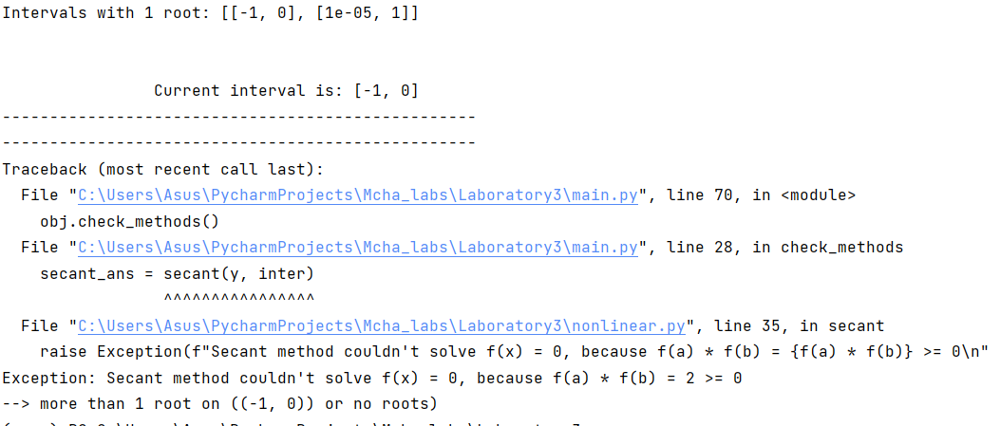 Intervals with 1 root: [[-1, 0], [1e-05, 1]]
Current interval is: [-1, 0]
--------------------------------------------------
--------------------------------------------------
Traceback (most recent call last):
File "C:\Users\Asus\PycharmProjects\Mcha_labs\Laboratory3\main.py", line 70, in <module>
obj.check_methods()
File "C:\Users\Asus\PycharmProjects\Mcha_labs\Laboratory3\main.py", line 28, in check_methods
secant_ans = secant(y, inter)
^^^^^^^^^^^^^^^^
File "C:\Users\Asus\PycharmProjects\Mcha_labs\Laboratory3\nonlinear.py", line 35, in secant
raise Exception(f"Secant method couldn't solve f(x) = 0, because f(a) * f(b) = {f(a) * f(b)} >= 0\n"
Exception: Secant method couldn't solve f(x) = 0, because f(a) * f(b) = 2 >= 0
--> more than 1 root on ((-1, 0)) or no roots)